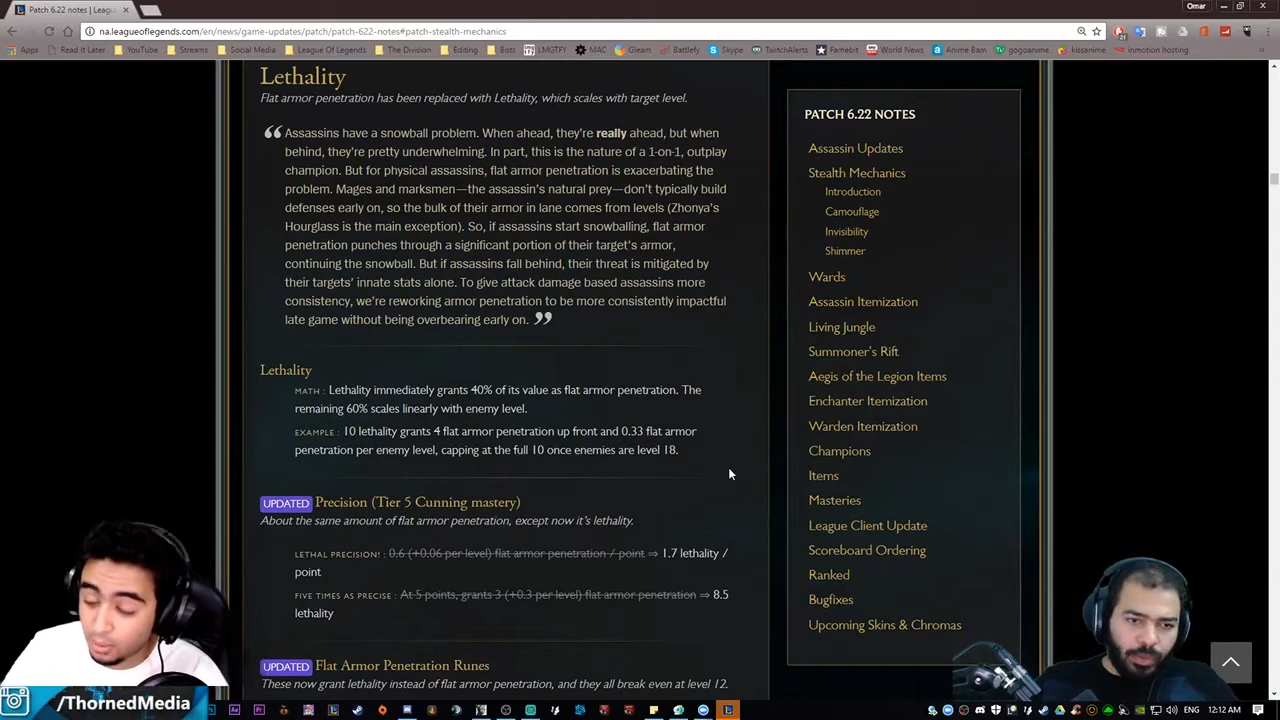 Patch 6.22 notes | Leagu
Omar
na.leagueoflegends.com/en/news/game-updates/patch/patch-622-notes#patch-stealth-mechanics
Apps Read It Later YouTube Streams Social Media League Of Legends The Division Editing Bots LMGTFY MAC Gleam Battlefy Skype TwitchAlerts Famebit World News Anime Bam gogoanime kissanime inmotion hosting
Lethality
Flat armor penetration has been replaced with Lethality, which scales with target level.
Assassins have a snowball problem. When ahead, they're really ahead, but when
behind, they're pretty underwhelming. In part, this is the nature of a 1-on-1, outplay
champion. But for physical assassins, flat armor penetration is exacerbating the
problem. Mages and marksmen—the assassin's natural prey—don't typically build
defenses early on, so the bulk of their armor in lane comes from levels (Zhonya's
Hourglass is the main exception). So, if assassins start snowballing, flat armor
penetration punches through a significant portion of their target's armor,
continuing the snowball. But if assassins fall behind, their threat is mitigated by
their targets' innate stats alone. To give attack damage based assassins more
consistency, we're reworking armor penetration to be more consistently impactful
late game without being overbearing early on.
Lethality
MATH : Lethality immediately grants 40% of its value as flat armor penetration. The
remaining 60% scales linearly with enemy level.
EXAMPLE : 10 lethality grants 4 flat armor penetration up front and 0.33 flat armor
penetration per enemy level, capping at the full 10 once enemies are level 18.
UPDATED Precision (Tier 5 Cunning mastery)
About the same amount of flat armor penetration, except now it's lethality.
LETHAL PRECISION! : 0.6 (+0.06 per level) flat armor penetration / point ⇒ 1.7 lethality /
point
FIVE TIMES AS PRECISE : At 5 points, grants 3 (+0.3 per level) flat armor penetration ⇒ 8.5
lethality
UPDATED Flat Armor Penetration Runes
These now grant lethality instead of flat armor penetration, and they all break even at level 12.
PATCH 6.22 NOTES
Assassin Updates
Stealth Mechanics
Introduction
Camouflage
Invisibility
Shimmer
Wards
Assassin Itemization
Living Jungle
Summoner's Rift
Aegis of the Legion Items
Enchanter Itemization
Warden Itemization
Champions
Items
Masteries
League Client Update
Scoreboard Ordering
Ranked
Bugfixes
Upcoming Skins & Chromas
/ThornedMedia
ENG
12:12 AM